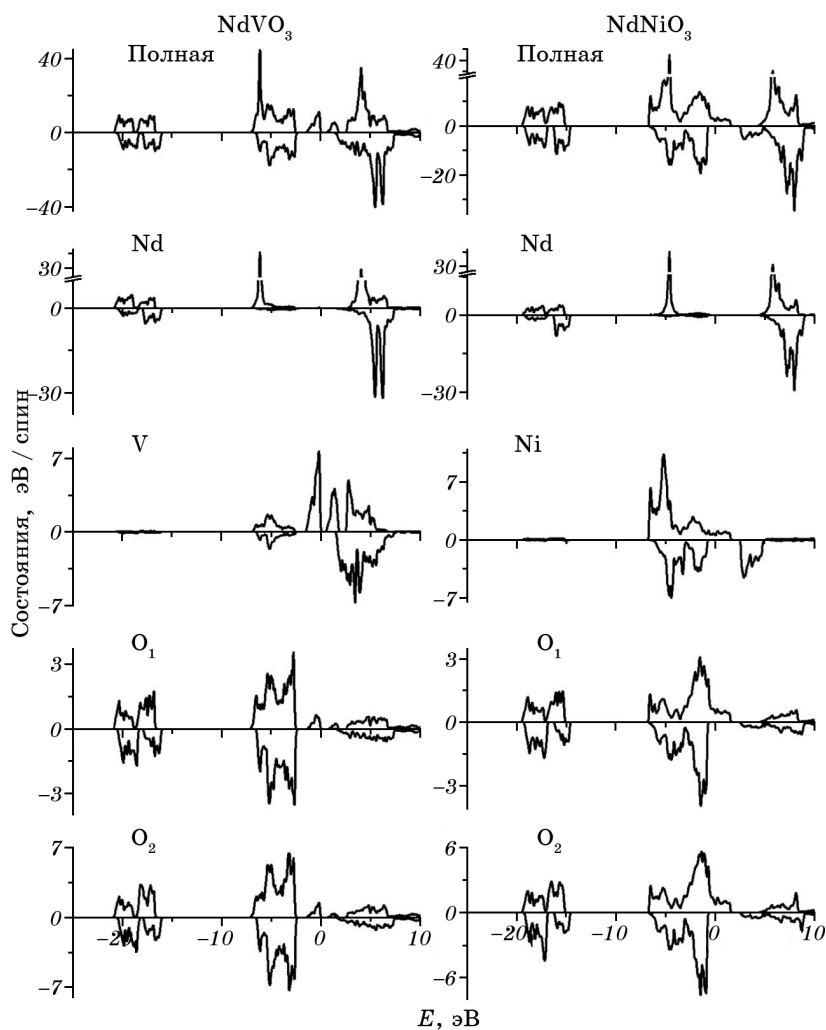 NdVO3 NdNiO3
Полная Полная
40 40
0 0
−40 −20
Nd Nd
30 30
0 0
−30 −30
V Ni
7 7
0 0
−7 −7
O1 O1
3 3
0 0
−3 −3
O2 O2
7 6
0 0
−20 −10 0 10 −20 −10 0 10
−7 −6
Состояния, эВ / спин
E, эВ